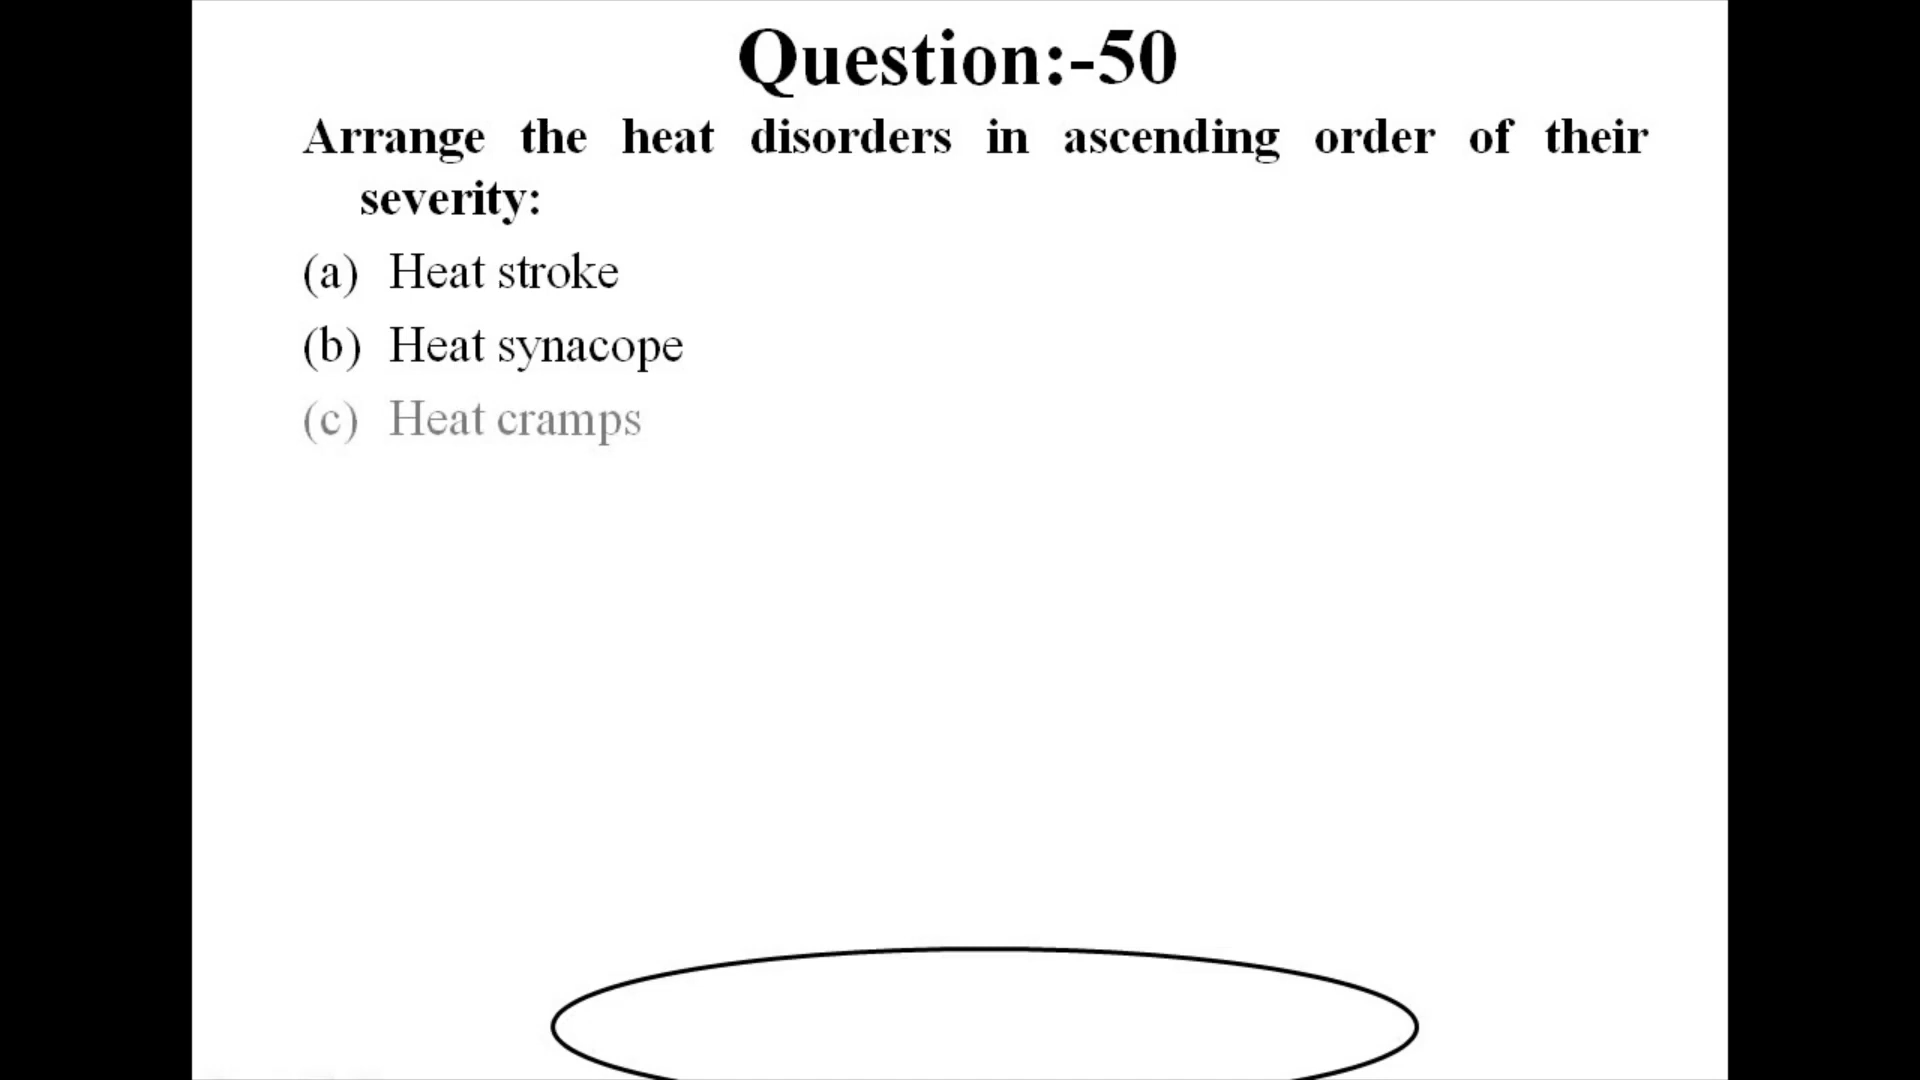 Question:-50
Arrange the heat disorders in ascending order of their
severity:
(a) Heat stroke
(b) Heat synacope
(c) Heat cramps